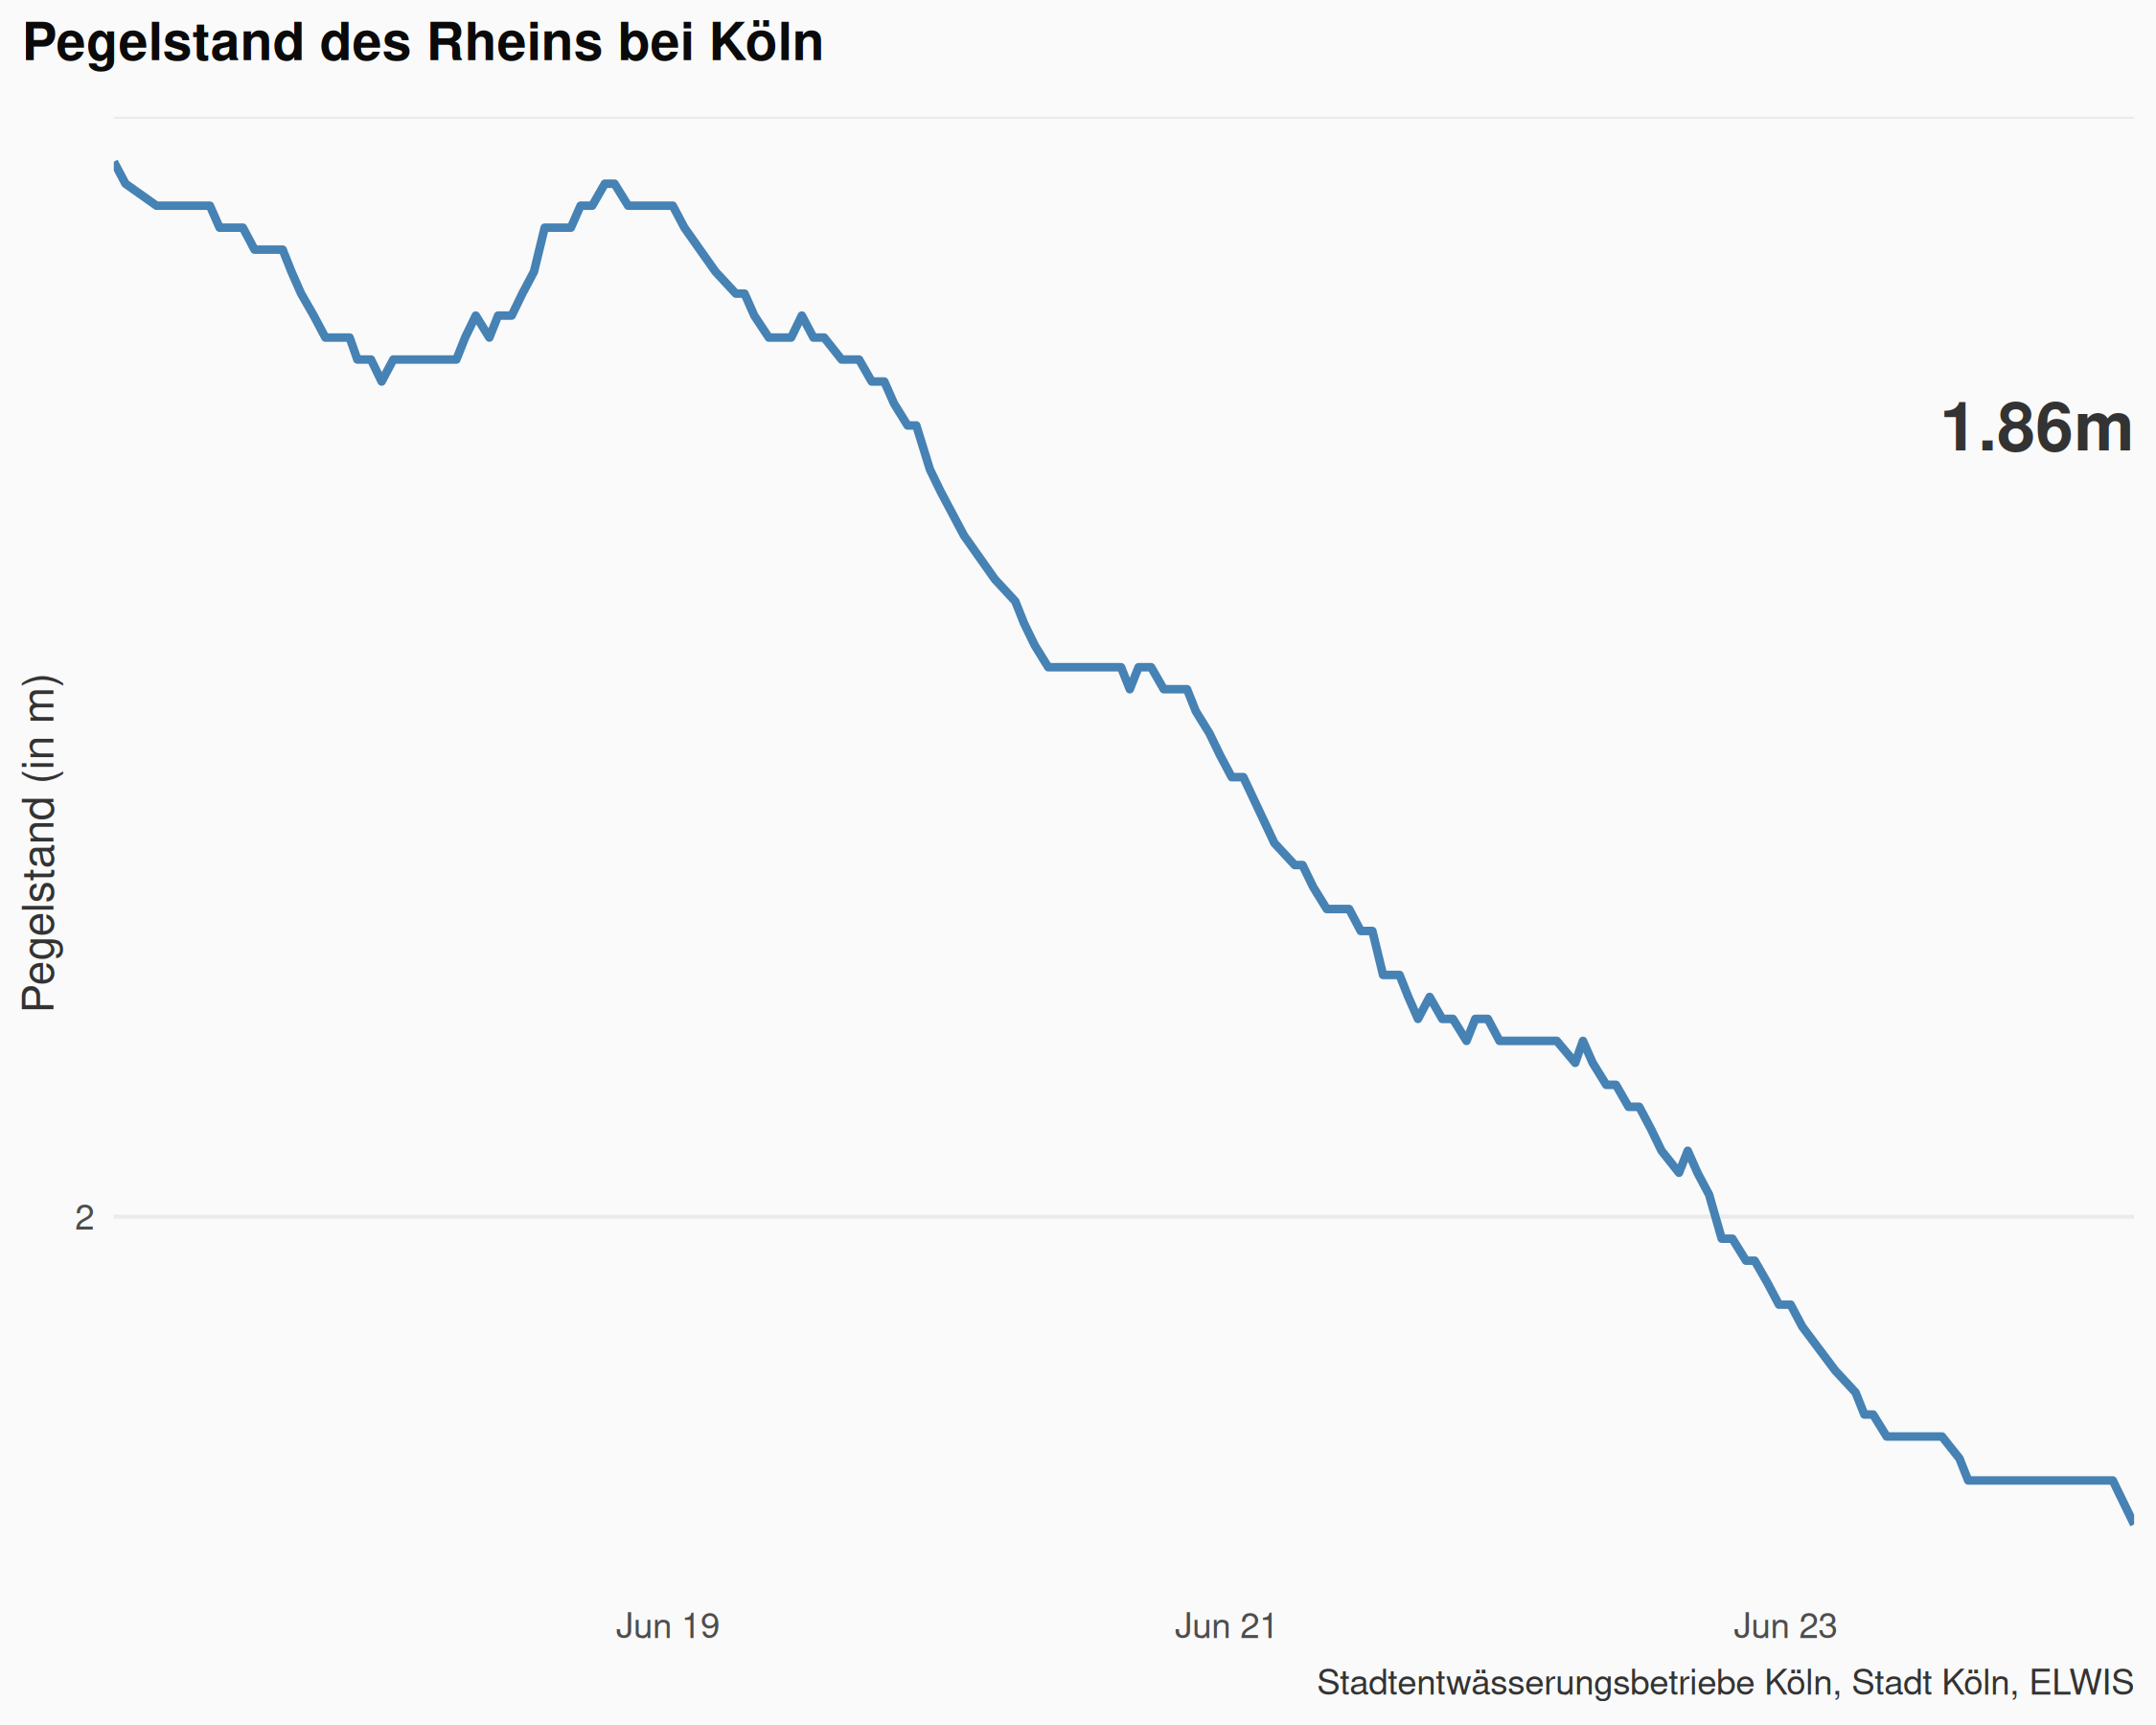 Pegelstand des Rheins bei Köln
1.86m
Pegelstand (in m)
2
Jun 19
Jun 21
Jun 23
Stadtentwässerungsbetriebe Köln, Stadt Köln, ELWIS